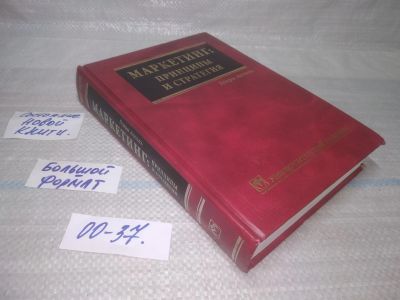 МАРКЕТИНГ:
ПРИНЦИПЫ
И СТРАТЕГИЯ
МАРКЕТИНГ: ПРИНЦИПЫ
СОСТОЯНИЕ
НОВОЙ
КНИГИ.
БОЛЬШОЙ
ФОРМАТ
00-37.